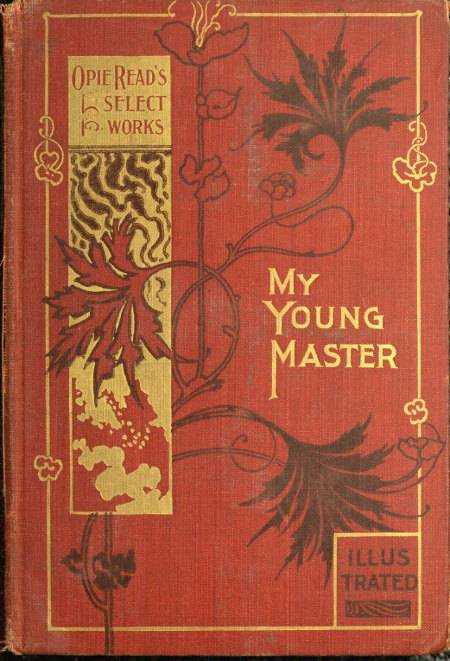 OPIE READ'S
SELECT
WORKS
MY
YOUNG
MASTER
ILLUS
TRATED